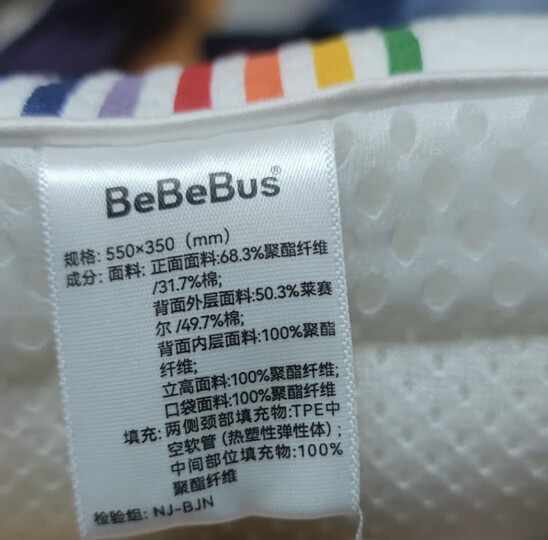 BeBeBus®
规格: 550×350 (mm)
成分: 面料: 正面面料:68.3%聚酯纤维
/31.7%棉;
背面外层面料:50.3%莱赛
尔 /49.7%棉;
背面内层面料:100%聚酯
纤维;
立高面料:100%聚酯纤维;
口袋面料:100%聚酯纤维
填充: 两侧颈部填充物:TPE中
空软管 (热塑性弹性体) ;
中间部位填充物:100%
聚酯纤维
检验组: NJ-BJN